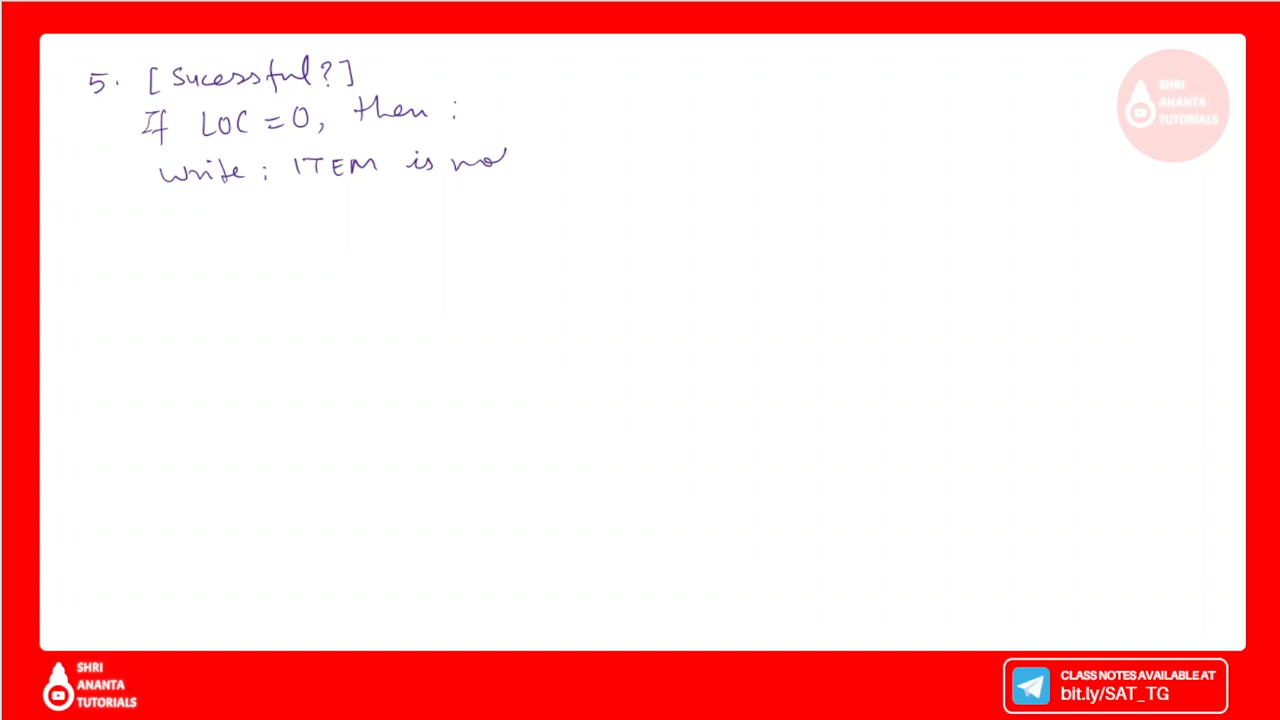 5. [Sucessful?]
If LOC = 0, then :
write : ITEM is no
SHRI
ANANTA
TUTORIALS
SHRI
ANANTA
TUTORIALS
CLASS NOTES AVAILABLE AT
bit.ly/SAT_TG